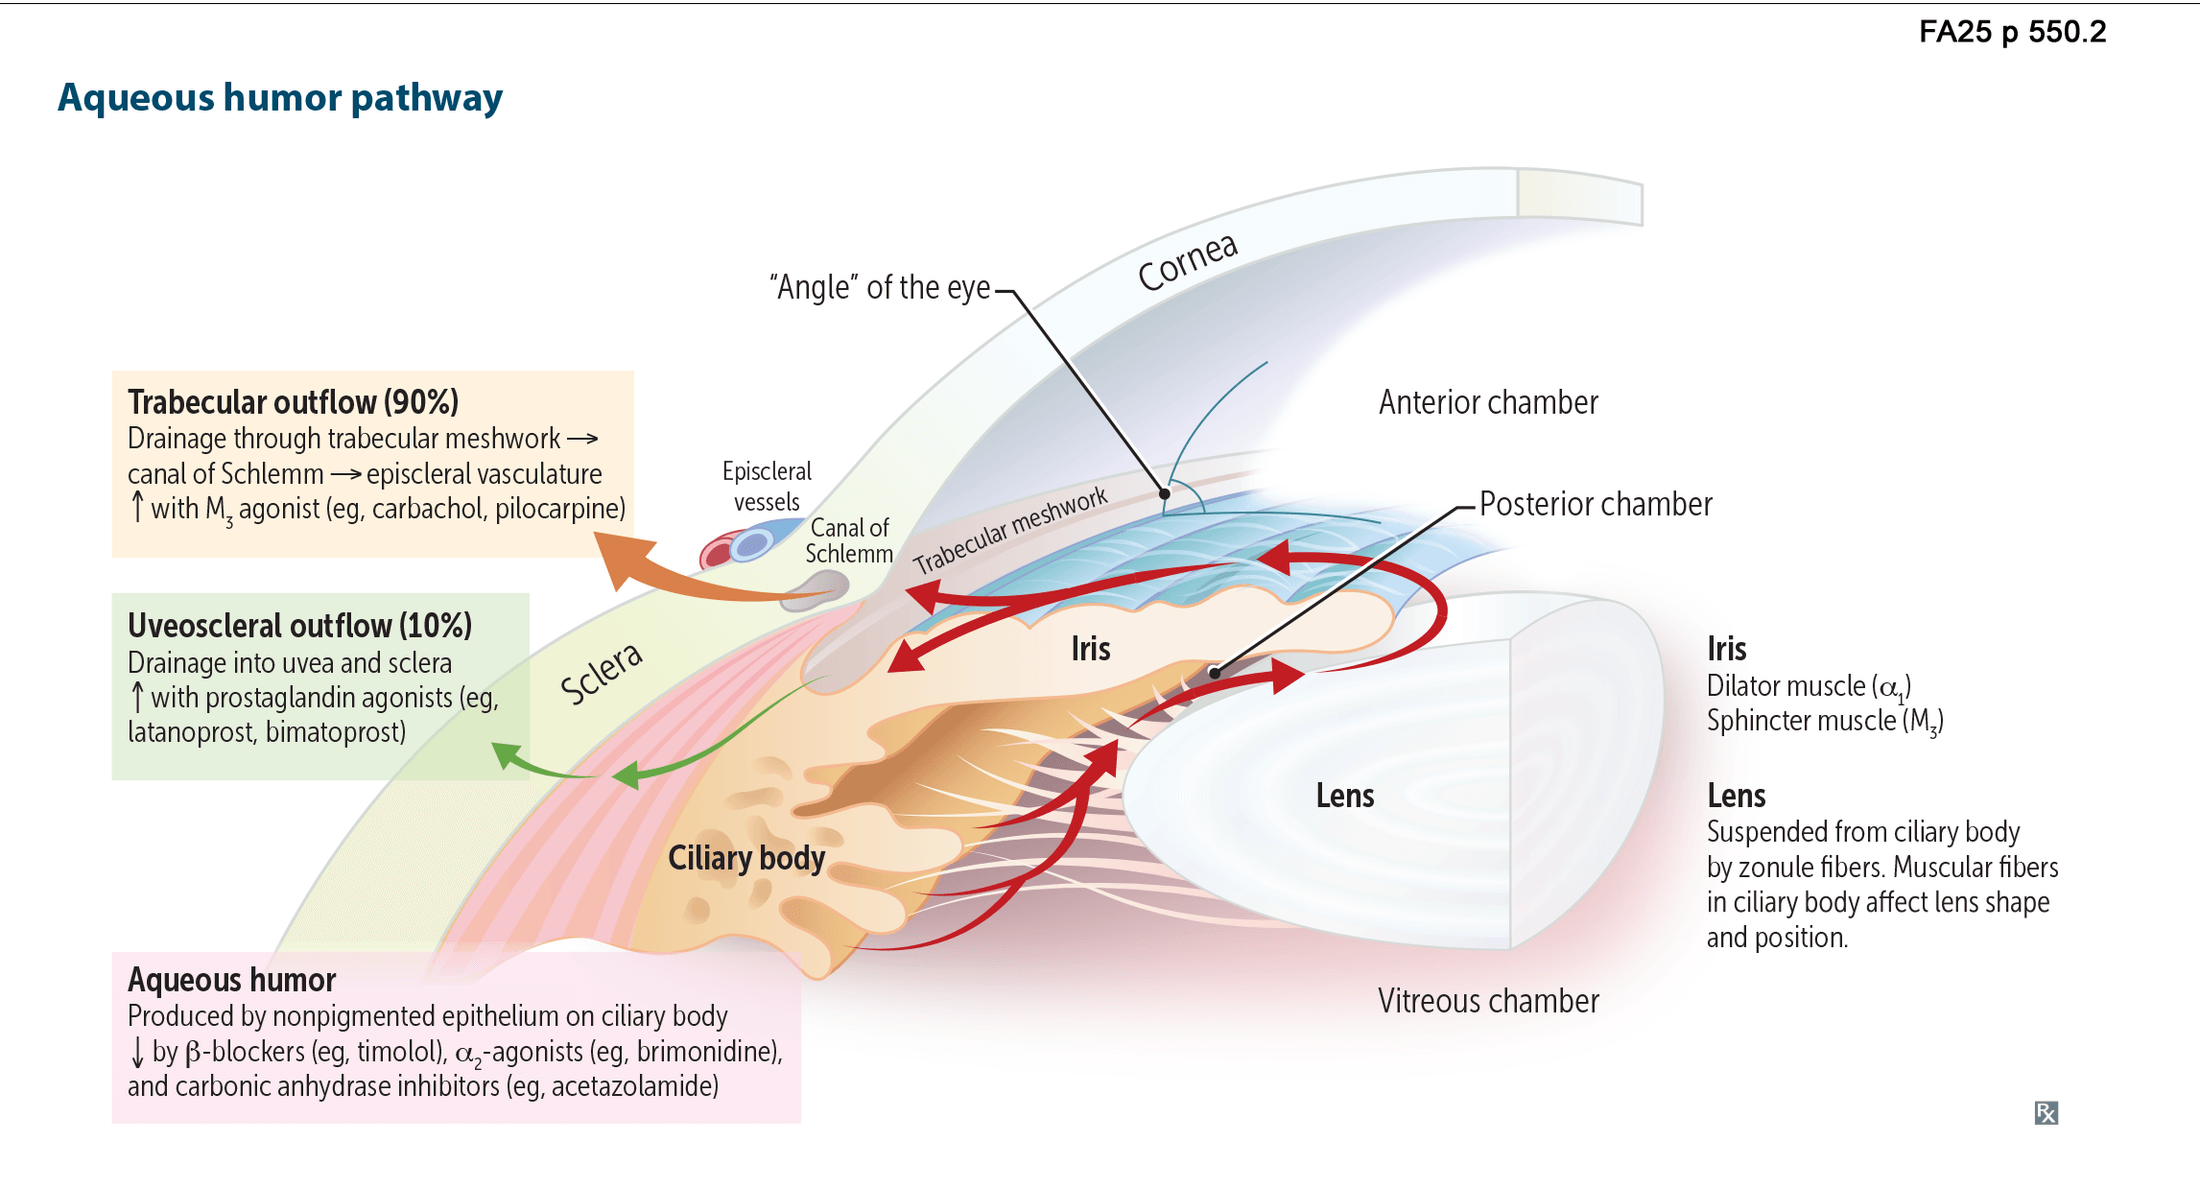 FA25 p 550.2
Aqueous humor pathway
Cornea
“Angle” of the eye
Anterior chamber
Trabecular outflow (90%)
Drainage through trabecular meshwork →
canal of Schlemm → episcleral vasculature
↑ with M₃ agonist (eg, carbachol, pilocarpine)
Episcleral
vessels
Canal of
Schlemm
Trabecular meshwork
Posterior chamber
Uveoscleral outflow (10%)
Drainage into uvea and sclera
↑ with prostaglandin agonists (eg,
latanoprost, bimatoprost)
Sclera
Iris
Iris
Dilator muscle (α₁)
Sphincter muscle (M₃)
Lens
Lens
Suspended from ciliary body
by zonule fibers. Muscular fibers
in ciliary body affect lens shape
and position.
Ciliary body
Aqueous humor
Produced by nonpigmented epithelium on ciliary body
↓ by β-blockers (eg, timolol), α₂-agonists (eg, brimonidine),
and carbonic anhydrase inhibitors (eg, acetazolamide)
Vitreous chamber
Rx